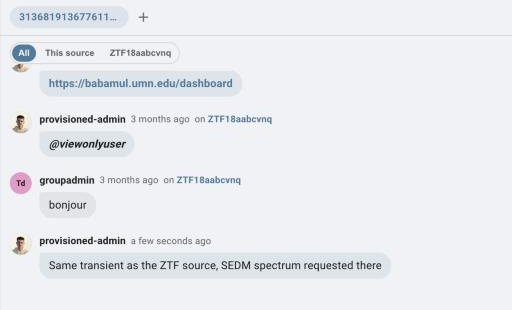 313681913677611… +
All This source ZTF18aabcvnq
https://babamul.umn.edu/dashboard
provisioned-admin 3 months ago on ZTF18aabcvnq
@viewonlyuser
Td groupadmin 3 months ago on ZTF18aabcvnq
bonjour
provisioned-admin a few seconds ago
Same transient as the ZTF source, SEDM spectrum requested there